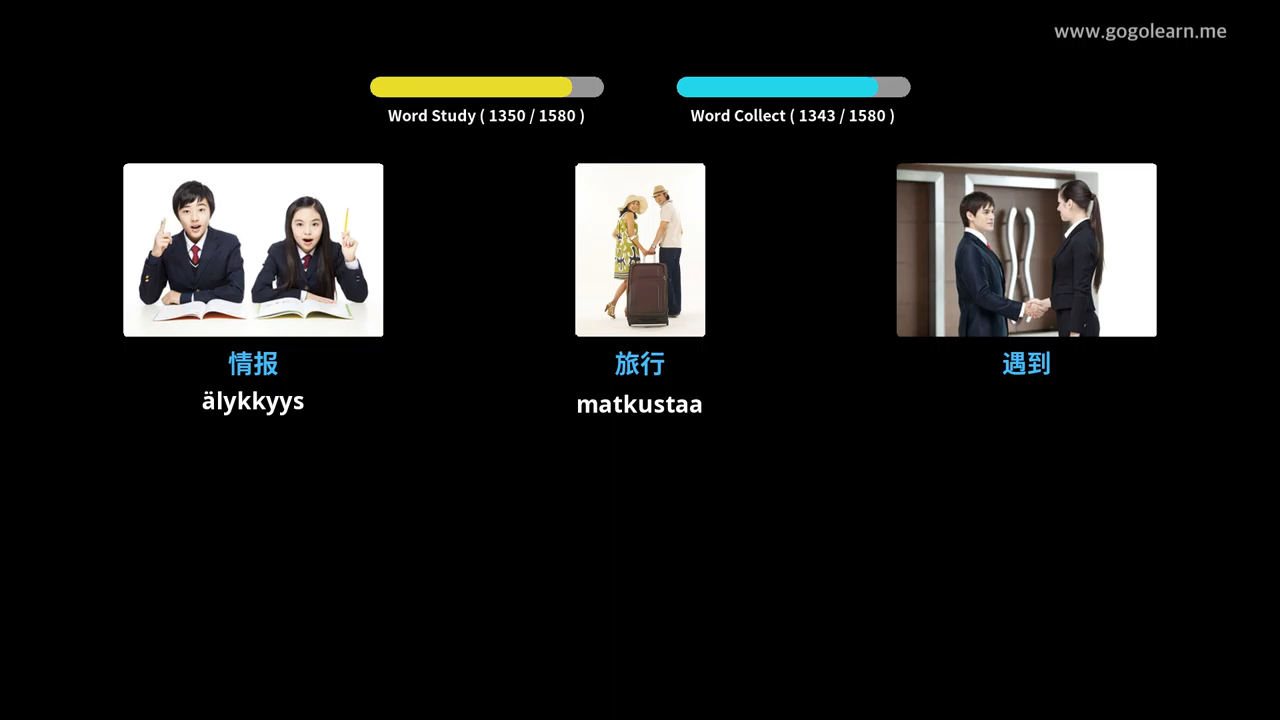 www.gogolearn.me
Word Study ( 1350 / 1580 )
Word Collect ( 1343 / 1580 )
情报
旅行
遇到
älykkyys
matkustaa